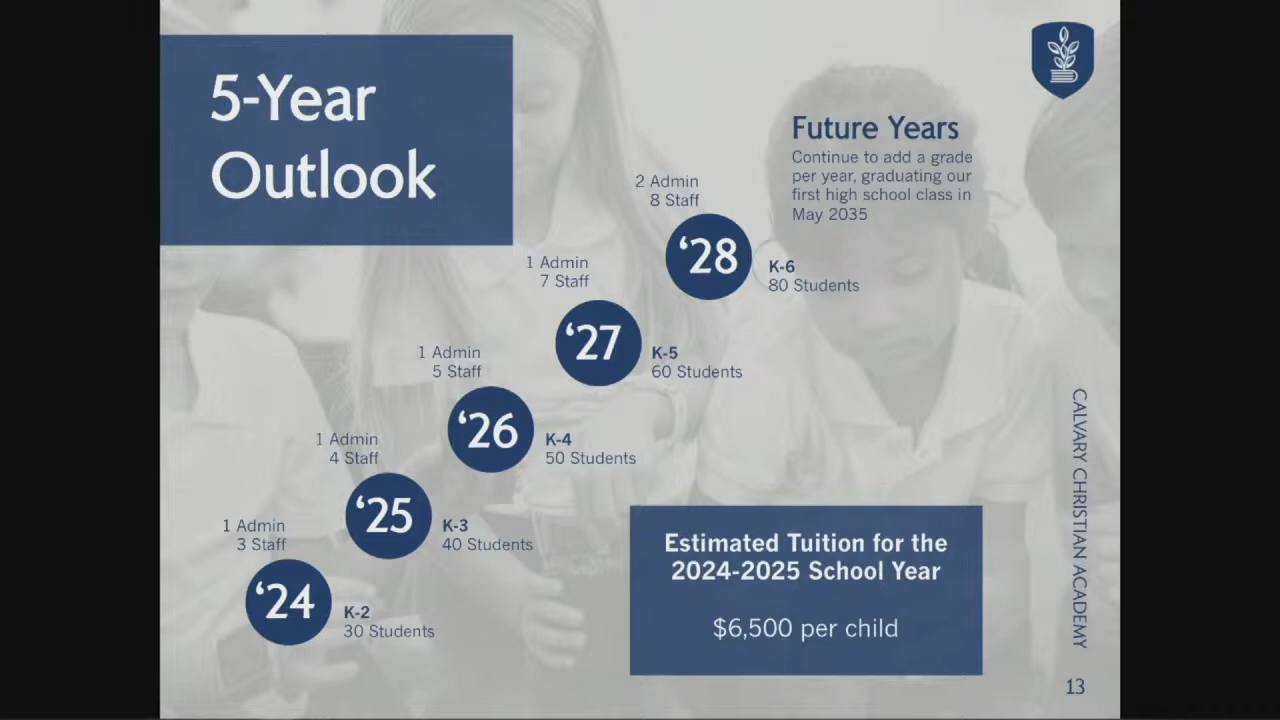 5-Year
Outlook
Future Years
Continue to add a grade
per year, graduating our
first high school class in
May 2035
2 Admin
8 Staff
‘28
K-6
80 Students
1 Admin
7 Staff
‘27
K-5
60 Students
1 Admin
5 Staff
‘26
K-4
50 Students
1 Admin
4 Staff
‘25
K-3
40 Students
1 Admin
3 Staff
‘24
K-2
30 Students
Estimated Tuition for the
2024-2025 School Year
$6,500 per child
CALVARY CHRISTIAN ACADEMY
13